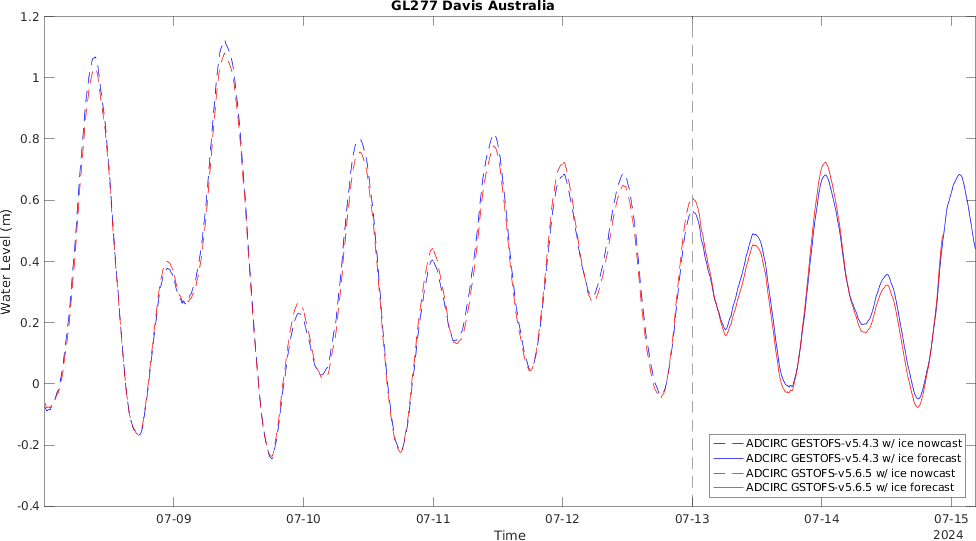 GL277 Davis Australia
1.2
1
0.8
0.6
0.4
0.2
0
-0.2
-0.4
Water Level (m)
07-09
07-10
07-11
07-12
07-13
07-14
07-15
2024
Time
ADCIRC GESTOFS-v5.4.3 w/ ice nowcast
ADCIRC GESTOFS-v5.4.3 w/ ice forecast
ADCIRC GSTOFS-v5.6.5 w/ ice nowcast
ADCIRC GSTOFS-v5.6.5 w/ ice forecast